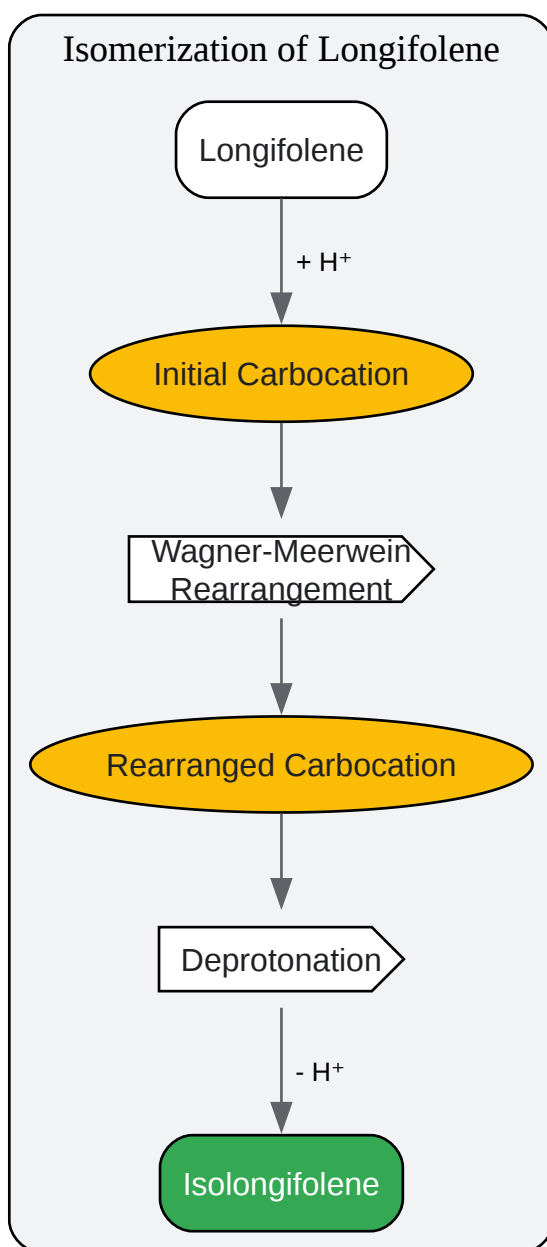 Isomerization of Longifolene
Longifolene
+ H⁺
Initial Carbocation
Wagner-Meerwein
Rearrangement
Rearranged Carbocation
Deprotonation
- H⁺
Isolongifolene